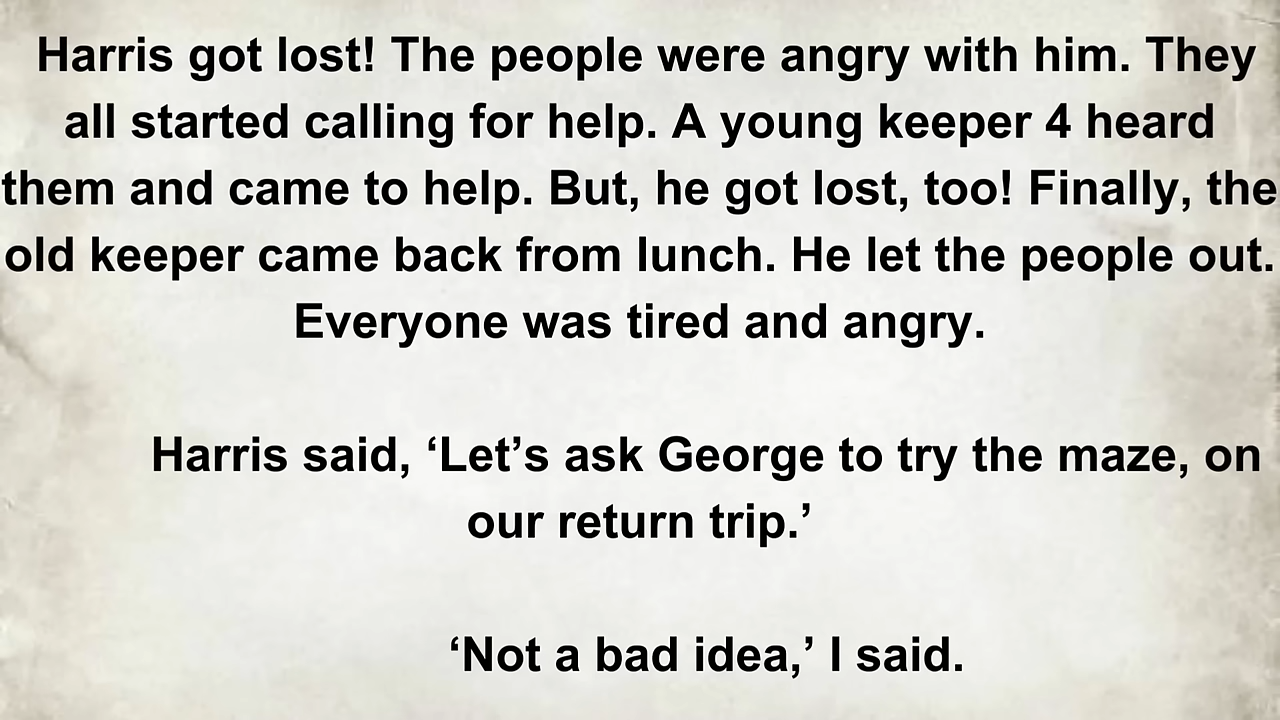 Harris got lost! The people were angry with him. They
all started calling for help. A young keeper 4 heard
them and came to help. But, he got lost, too! Finally, the
old keeper came back from lunch. He let the people out.
Everyone was tired and angry.
Harris said, ‘Let’s ask George to try the maze, on
our return trip.’
‘Not a bad idea,’ I said.